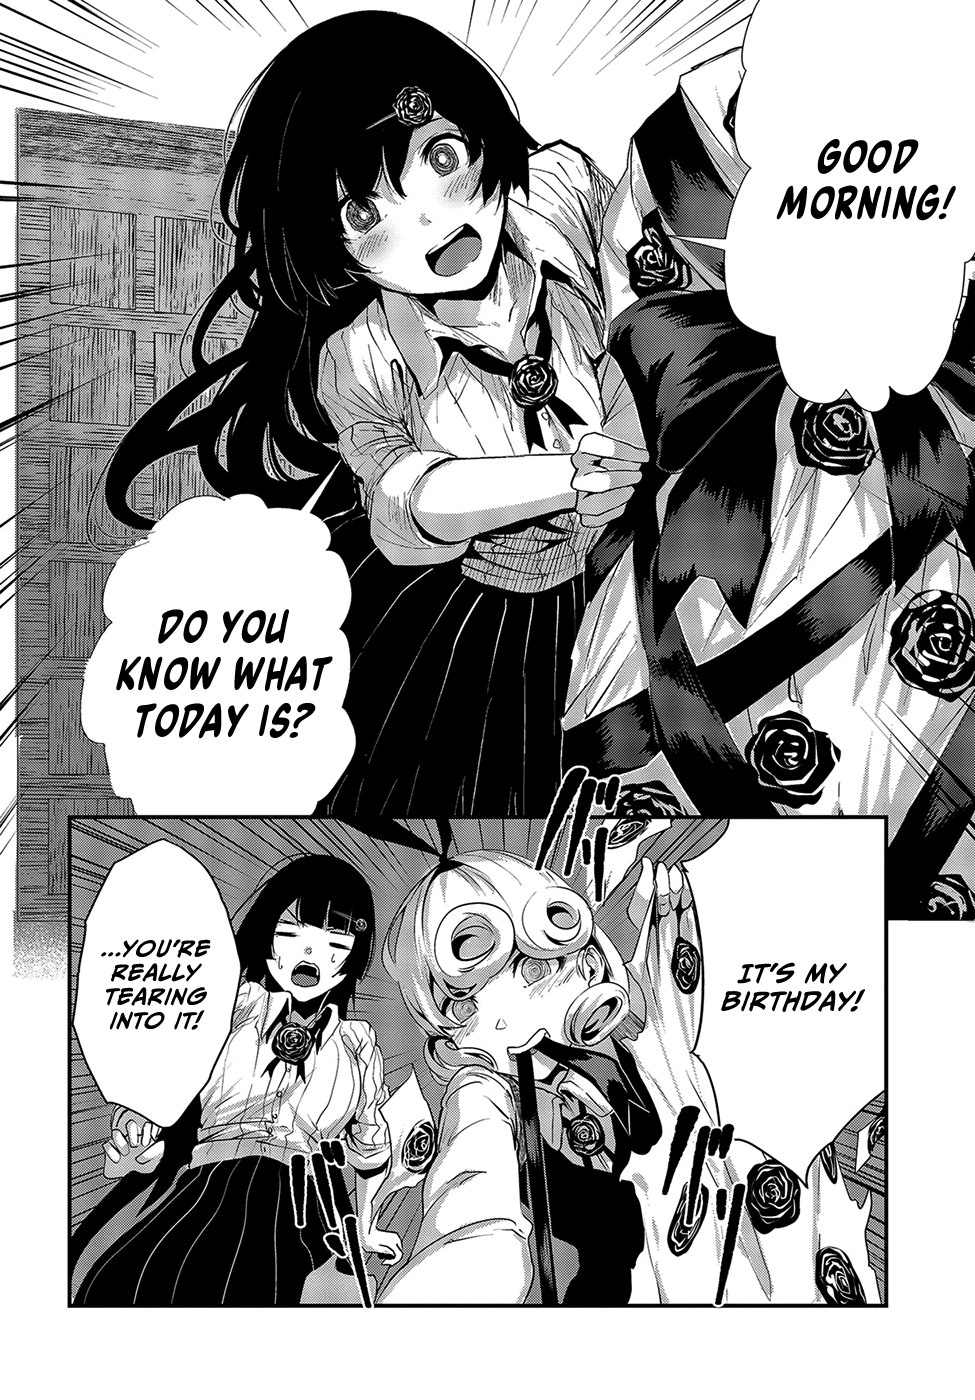 GOOD
MORNING!
DO YOU
KNOW WHAT
TODAY IS?
IT'S MY
BIRTHDAY!
...YOU'RE
REALLY
TEARING
INTO IT!